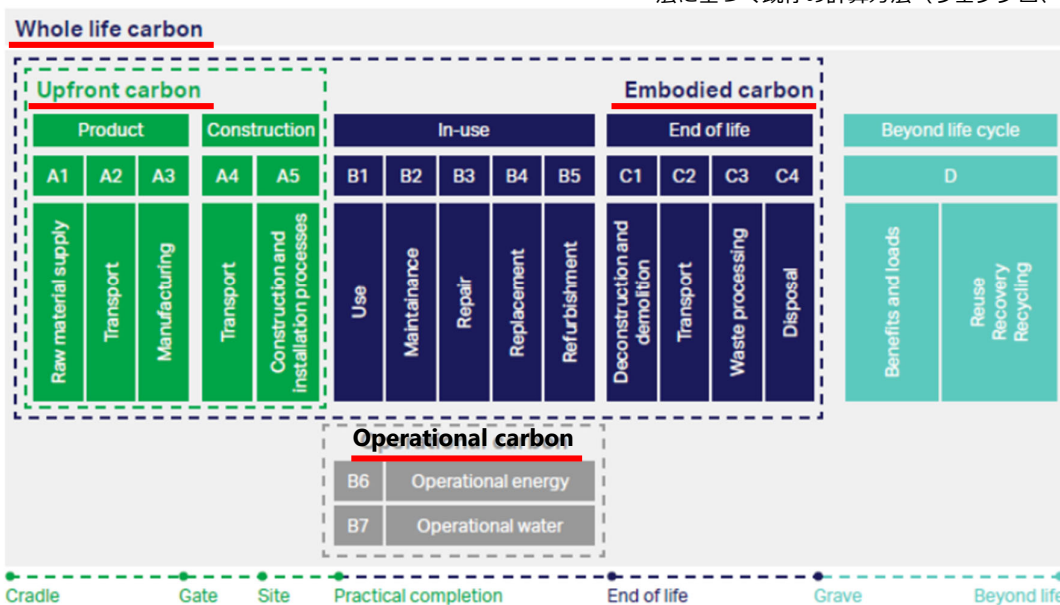 Whole life carbon
Upfront carbon
Embodied carbon
Product
Construction
In-use
End of life
Beyond life cycle
A1
A2
A3
A4
A5
B1
B2
B3
B4
B5
C1
C2
C3
C4
D
Raw material supply
Transport
Manufacturing
Transport
Construction and
installation processes
Use
Maintainance
Repair
Replacement
Refurbishment
Deconstruction and
demolition
Transport
Waste processing
Disposal
Benefits and loads
Reuse
Recovery
Recycling
Operational carbon
B6
Operational energy
B7
Operational water
Cradle
Gate
Site
Practical completion
End of life
Grave
Beyond life